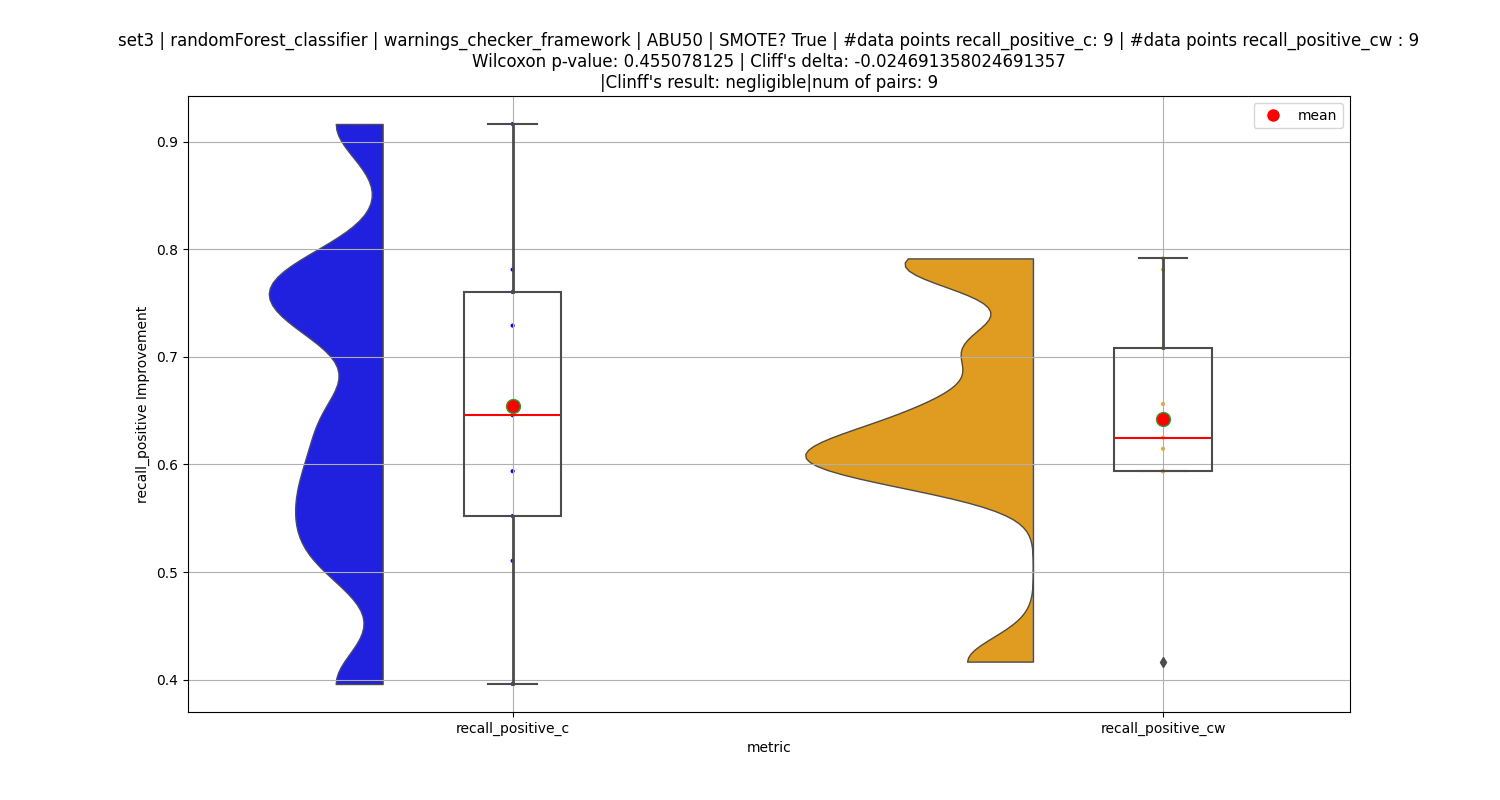 set3 | randomForest_classifier | warnings_checker_framework | ABU50 | SMOTE? True | #data points recall_positive_c: 9 | #data points recall_positive_cw : 9
Wilcoxon p-value: 0.455078125 | Cliff's delta: -0.024691358024691357
|Clinff's result: negligible|num of pairs: 9
mean
0.9
0.8
0.7
0.6
0.5
0.4
recall_positive Improvement
recall_positive_c
recall_positive_cw
metric